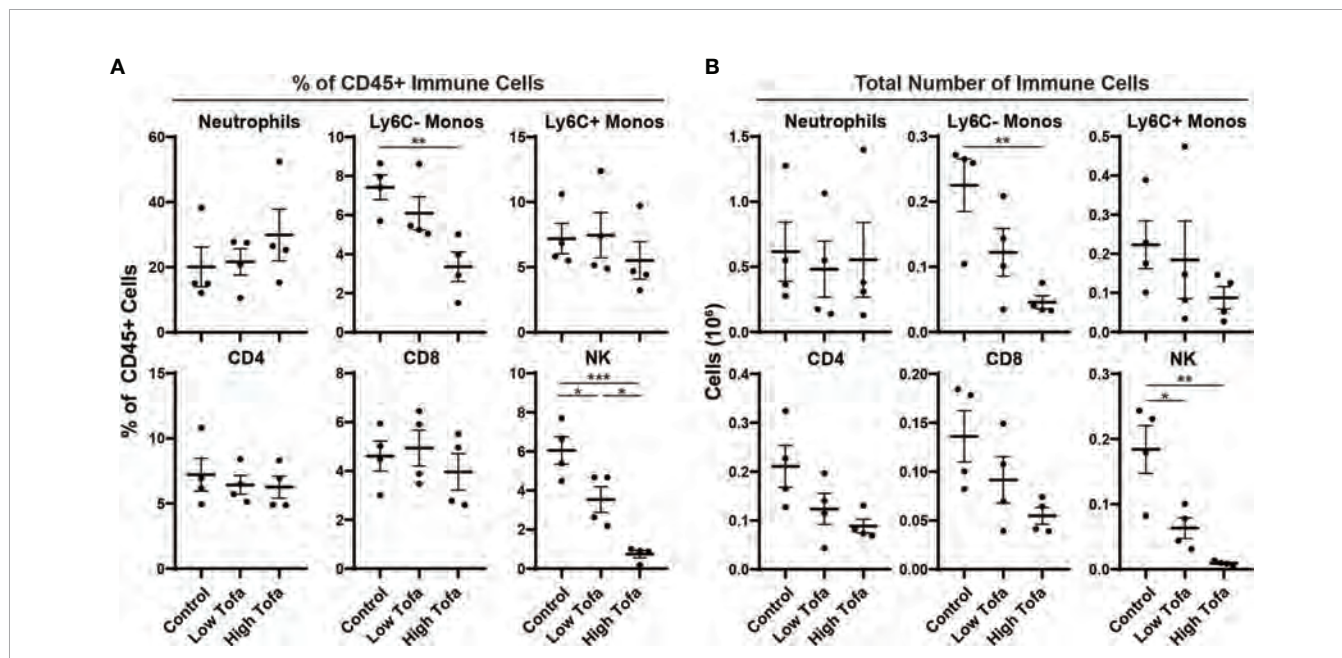 A
B
% of CD45+ Immune Cells
Total Number of Immune Cells
Neutrophils
Ly6C- Monos
Ly6C+ Monos
Neutrophils
Ly6C- Monos
Ly6C+ Monos
60
40
20
0
10
8
6
4
2
0
**
15
10
5
0
1.5
1.0
0.5
0.0
0.3
0.2
0.1
0.0
**
0.5
0.4
0.3
0.2
0.1
0.0
% of CD45+ Cells
Cells (10⁶)
CD4
CD8
NK
CD4
CD8
NK
15
10
5
0
8
6
4
2
0
10
8
6
4
2
0
***
*
*
0.4
0.3
0.2
0.1
0.0
0.20
0.15
0.10
0.05
0.00
0.3
0.2
0.1
0.0
**
*
Control
Low Tofa
High Tofa
Control
Low Tofa
High Tofa
Control
Low Tofa
High Tofa
Control
Low Tofa
High Tofa
Control
Low Tofa
High Tofa
Control
Low Tofa
High Tofa